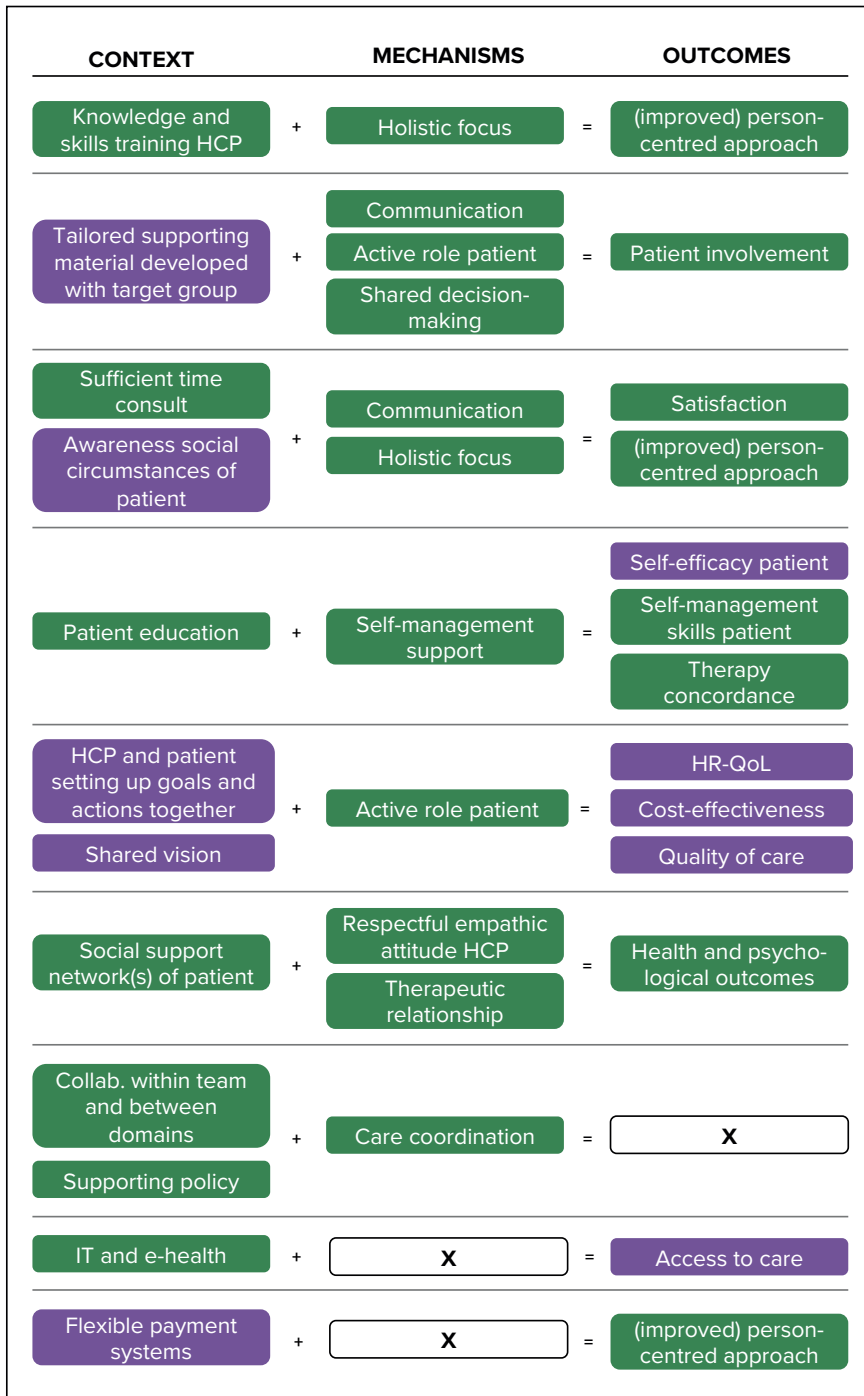 CONTEXT MECHANISMS OUTCOMES
Knowledge and
skills training HCP
+
Holistic focus
=
(improved) person-
centred approach
Tailored supporting
material developed
with target group
+
Communication
Active role patient
Shared decision-
making
=
Patient involvement
Sufficient time
consult
Awareness social
circumstances of
patient
+
Communication
Holistic focus
=
Satisfaction
(improved) person-
centred approach
Patient education
+
Self-management
support
=
Self-efficacy patient
Self-management
skills patient
Therapy
concordance
HCP and patient
setting up goals and
actions together
Shared vision
+
Active role patient
=
HR-QoL
Cost-effectiveness
Quality of care
Social support
network(s) of patient
+
Respectful empathic
attitude HCP
Therapeutic
relationship
=
Health and psycho-
logical outcomes
Collab. within team
and between
domains
Supporting policy
+
Care coordination
=
X
IT and e-health
+
X
=
Access to care
Flexible payment
systems
+
X
=
(improved) person-
centred approach